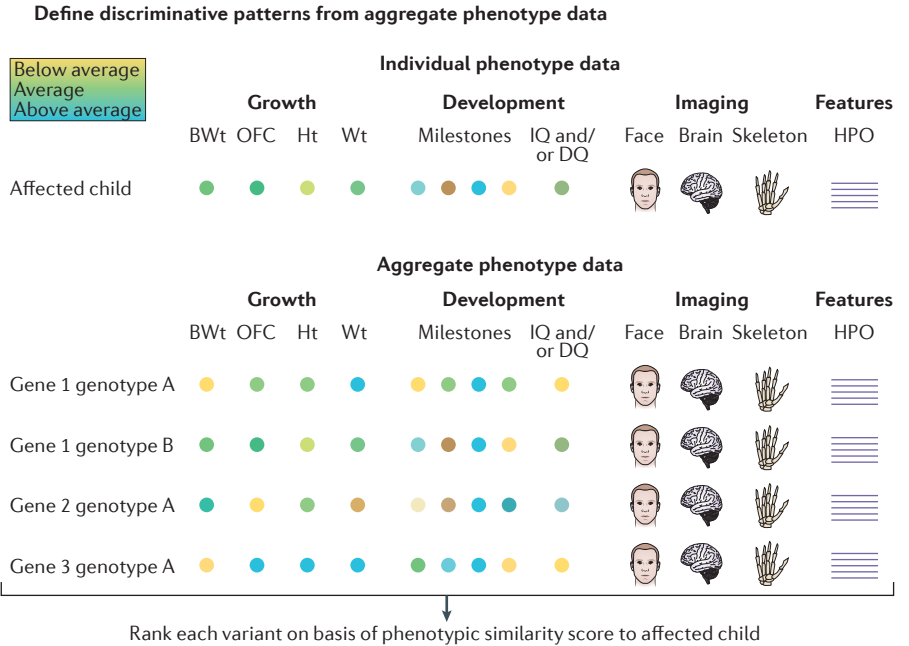 Define discriminative patterns from aggregate phenotype data
Individual phenotype data
Below average
Average
Above average
Growth Development Imaging Features
BWt OFC Ht Wt Milestones IQ and/ Face Brain Skeleton HPO
or DQ
Affected child
Aggregate phenotype data
Growth Development Imaging Features
BWt OFC Ht Wt Milestones IQ and/ Face Brain Skeleton HPO
or DQ
Gene 1 genotype A
Gene 1 genotype B
Gene 2 genotype A
Gene 3 genotype A
Rank each variant on basis of phenotypic similarity score to affected child